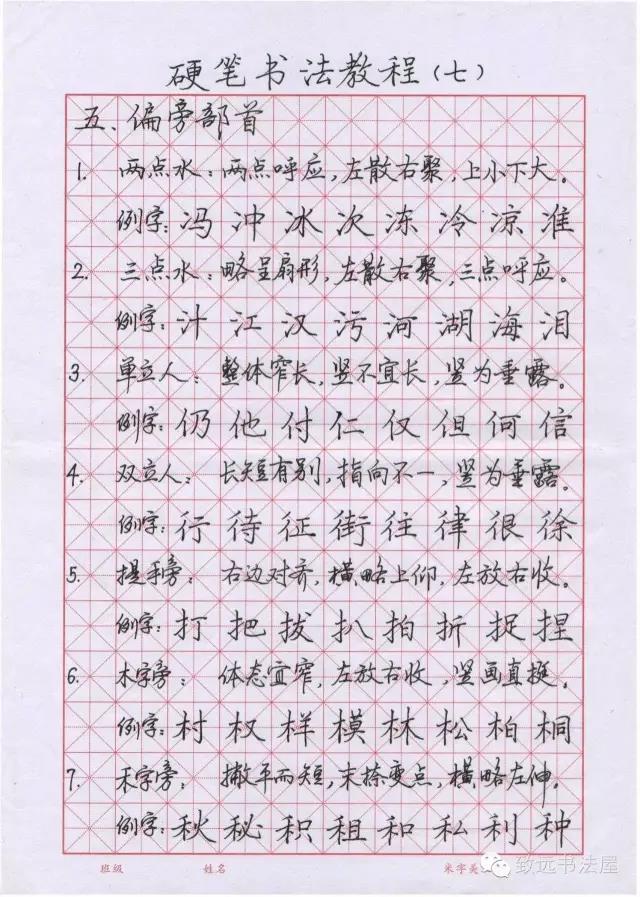 硬笔书法教程(七)
五、偏旁部首
1. 两点水:两点呼应,左散右聚,上小下大。
例字:冯冲冰次冻冷凉准
2. 三点水:略呈扇形,左散右聚,三点呼应。
例字:汁江汉污河湖海泪
3. 单立人:整体窄长,竖不宜长,竖为垂露。
例字:仍他付仁仅但何信
4. 双立人:长短有别,指向不一,竖为垂露。
例字:行待征街往律很徐
5. 提手旁:右边对齐,横略上仰,左放右收。
例字:打把拔扒拍折捉捏
6. 木字旁:体态宜窄,左放右收,竖画直挺。
例字:村权样模林松柏桐
7. 禾字旁:撇平而短,末捺变点,横略左伸。
例字:秋秘积租和私利种
班级 姓名 米字美
致远书法屋